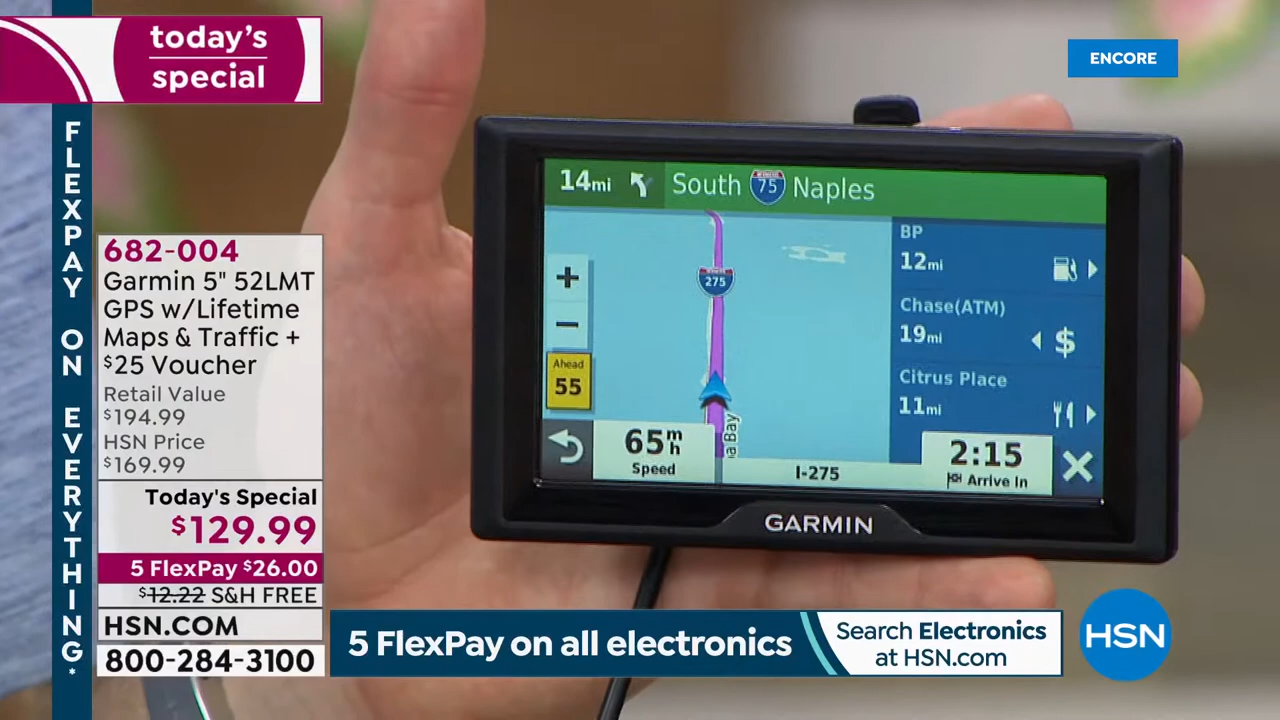 today's
special
ENCORE
FLEXPAY ON EVERYTHING*
682-004
Garmin 5" 52LMT
GPS w/Lifetime
Maps & Traffic +
$25 Voucher
Retail Value
$194.99
HSN Price
$169.99
Today's Special
$129.99
5 FlexPay $26.00
$12.22 S&H FREE
HSN.COM
800-284-3100
14mi South 75 Naples
BP
12mi
275
Chase(ATM)
19mi $
Ahead
55
Citrus Place
11mi
65mh
Speed
I-275
2:15
Arrive In
GARMIN
5 FlexPay on all electronics
Search Electronics
at HSN.com
HSN